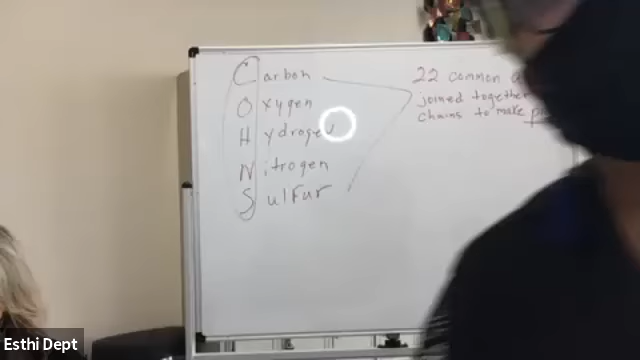 Carbon
Oxygen
Hydrogen
Nitrogen
Sulfur
22 common
joined together
chains to make
Esthi Dept